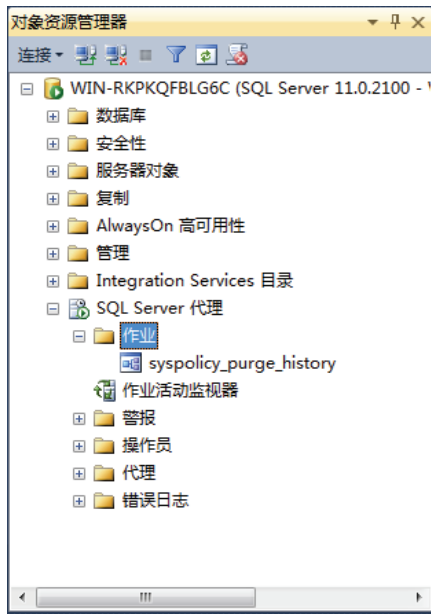 对象资源管理器
连接
WIN-RKPKQFBLG6C (SQL Server 11.0.2100 -
数据库
安全性
服务器对象
复制
AlwaysOn 高可用性
管理
Integration Services 目录
SQL Server 代理
作业
syspolicy_purge_history
作业活动监视器
警报
操作员
代理
错误日志